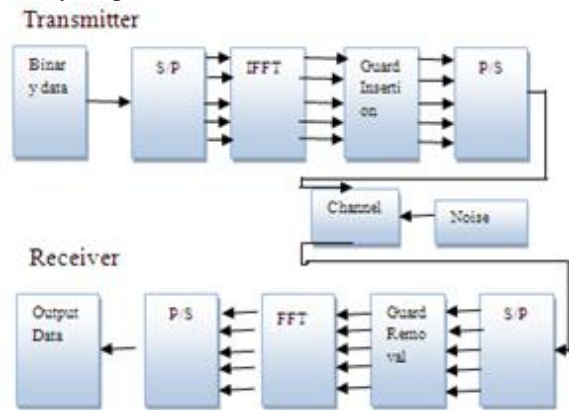 Transmitter
Binar
y data
S/P
IFFT
Guard
Inserti
on
P/S
Channel
Noise
Receiver
Output
Data
P/S
FFT
Guard
Remo
val
S/P